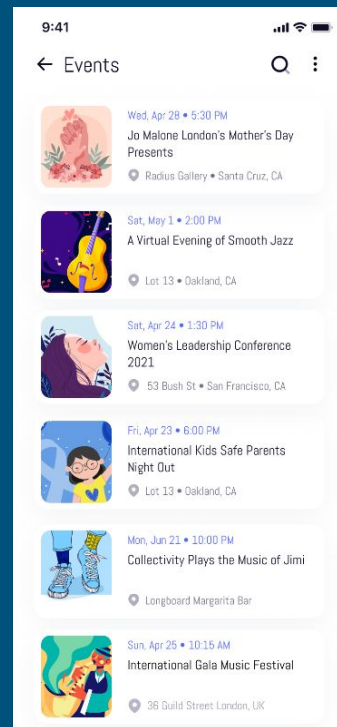 9:41
Events
Wed, Apr 28 • 5:30 PM
Jo Malone London's Mother's Day
Presents
Radius Gallery • Santa Cruz, CA
Sat, May 1 • 2:00 PM
A Virtual Evening of Smooth Jazz
Lot 13 • Oakland, CA
Sat, Apr 24 • 1:30 PM
Women's Leadership Conference
2021
53 Bush St • San Francisco, CA
Fri, Apr 23 • 6:00 PM
International Kids Safe Parents
Night Out
Lot 13 • Oakland, CA
Mon, Jun 21 • 10:00 PM
Collectivity Plays the Music of Jimi
Longboard Margarita Bar
Sun, Apr 25 • 10:15 AM
International Gala Music Festival
36 Guild Street London, UK